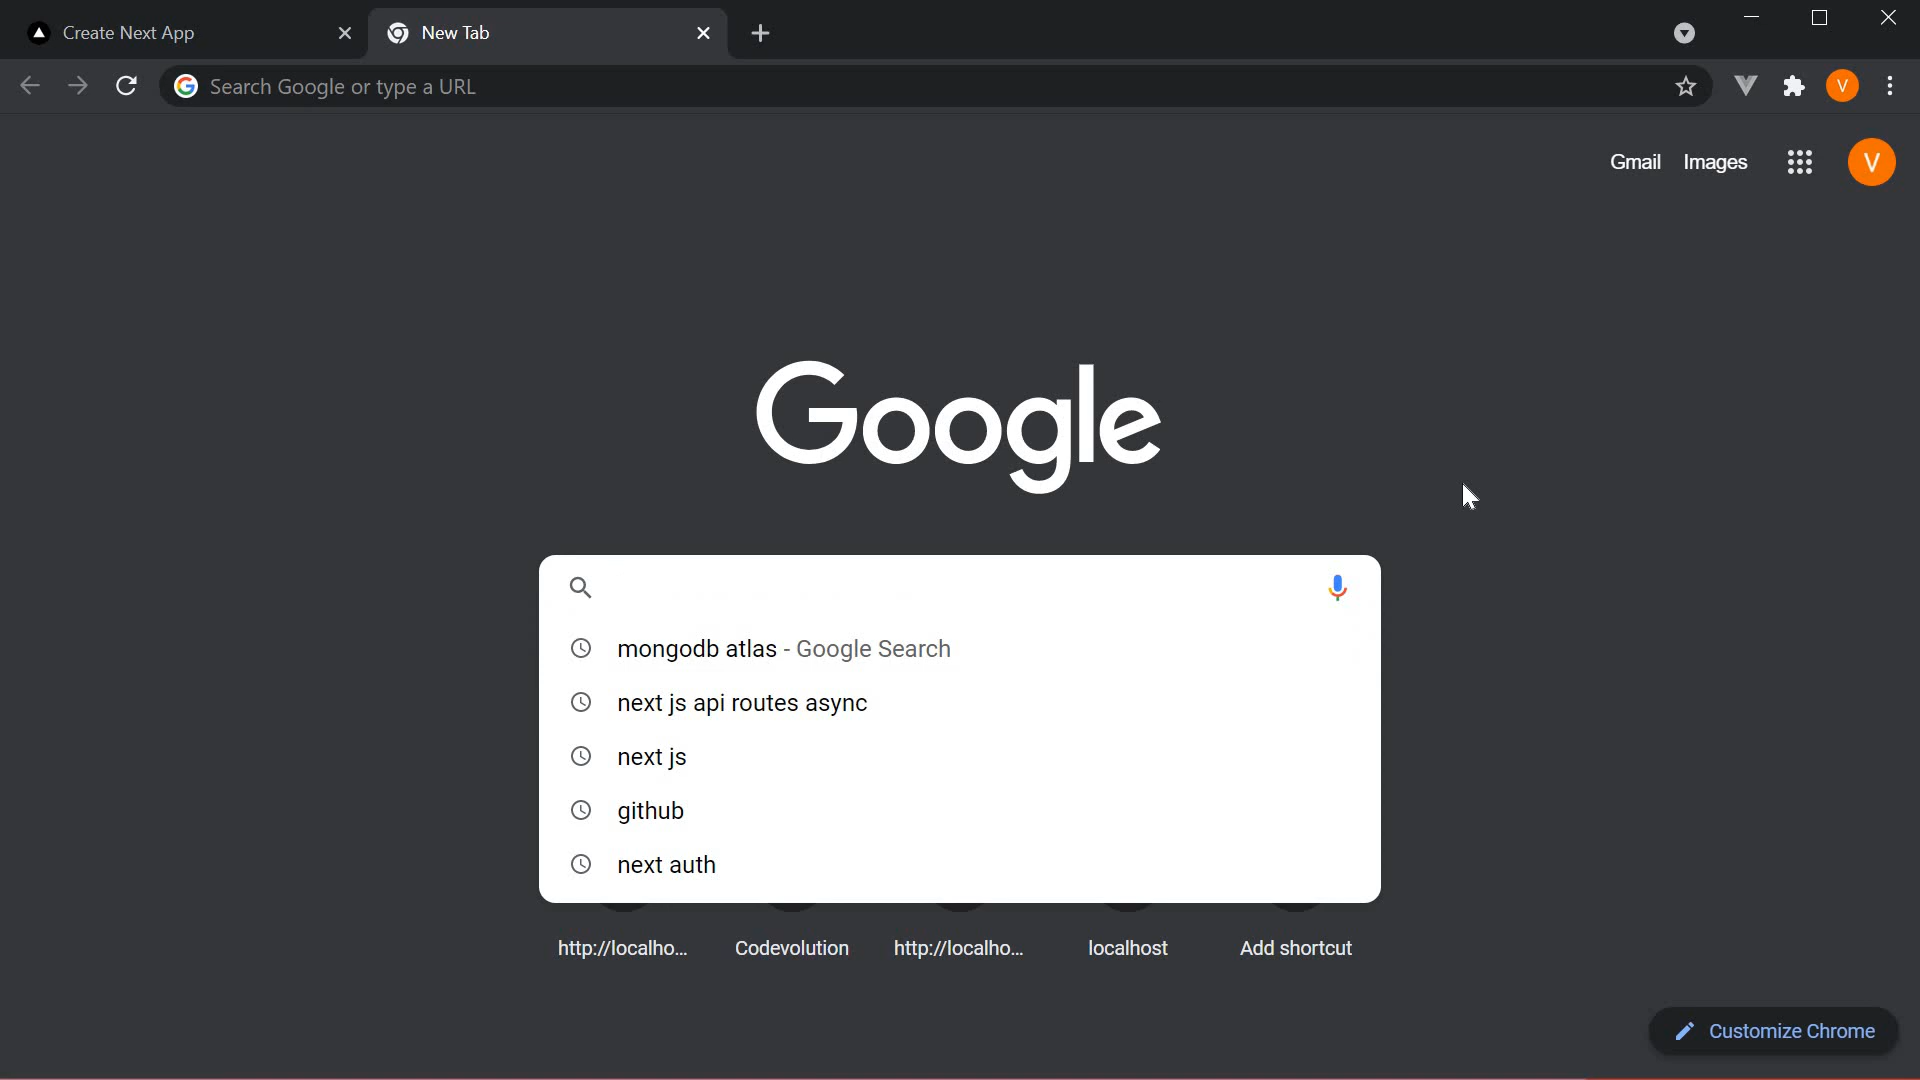 Create Next App
New Tab
Search Google or type a URL
V
Gmail
Images
V
Google
mongodb atlas - Google Search
next js api routes async
next js
github
next auth
http://localho...
Codevolution
http://localho...
localhost
Add shortcut
Customize Chrome